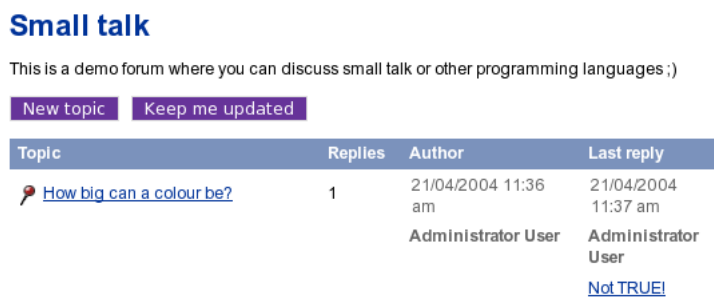 Small talk
This is a demo forum where you can discuss small talk or other programming languages ;)
New topic Keep me updated
Topic Replies Author Last reply
How big can a colour be? 1 21/04/2004 11:36 21/04/2004
am 11:37 am
Administrator User Administrator
User
Not TRUE!